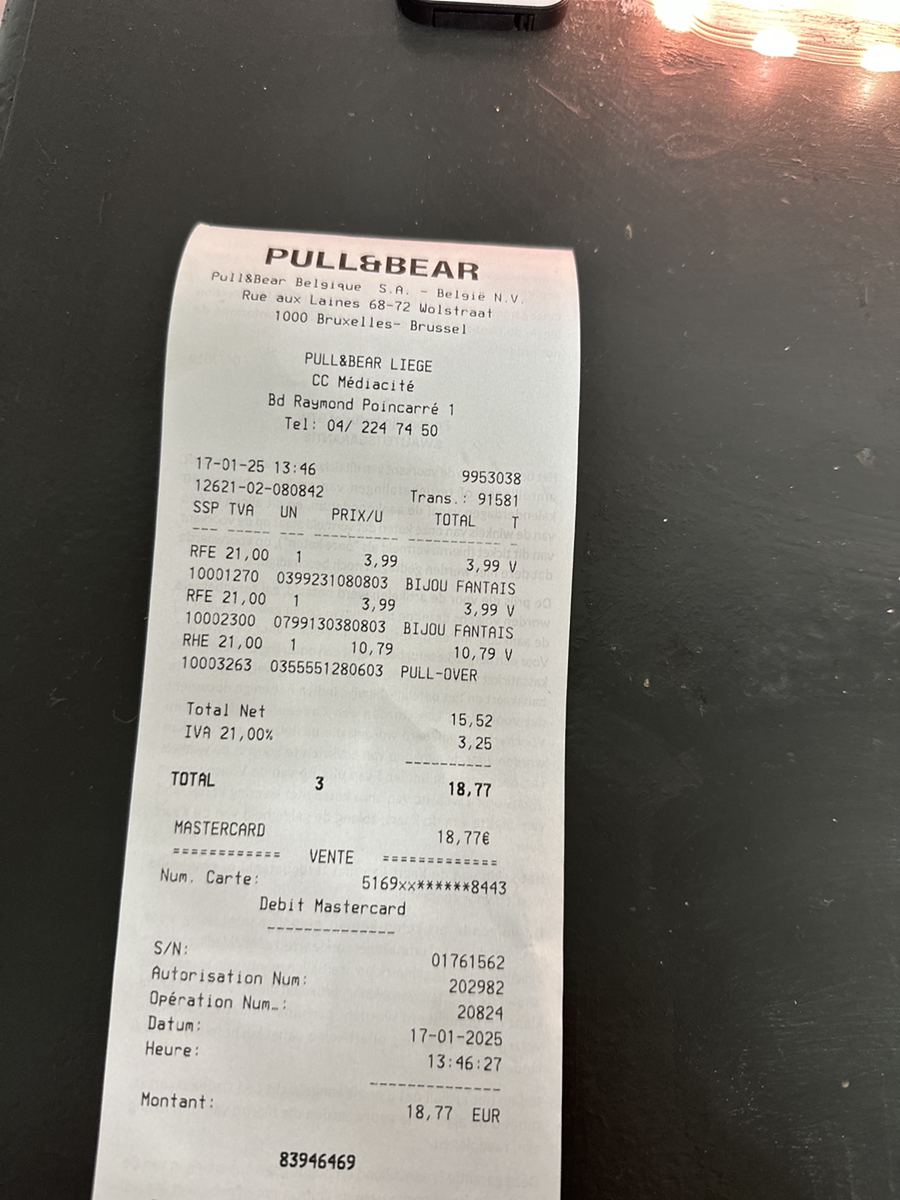 PULL&BEAR
Pull&Bear Belgique S.A. - België N.V.
Rue aux Laines 68-72 Wolstraat
1000 Bruxelles- Brussel
PULL&BEAR LIEGE
CC Médiacité
Bd Raymond Poincarré 1
Tel: 04/ 224 74 50
17-01-25 13:46 9953038
12621-02-080842 Trans.: 91581
SSP TVA UN PRIX/U TOTAL T
--- ----- --- ---------- ----------- -
RFE 21,00 1 3,99 3,99 V
10001270 0399231080803 BIJOU FANTAIS
RFE 21,00 1 3,99 3,99 V
10002300 0799130380803 BIJOU FANTAIS
RHE 21,00 1 10,79 10,79 V
10003263 0355551280603 PULL-OVER
Total Net 15,52
IVA 21,00% 3,25
----------
TOTAL 3 18,77
MASTERCARD 18,77€
============ VENTE =============
Num. Carte: 5169xx******8443
Debit Mastercard
--------------
S/N: 01761562
Autorisation Num: 202982
Opération Num…: 20824
Datum: 17-01-2025
Heure: 13:46:27
--------------
Montant: 18,77 EUR
83946469